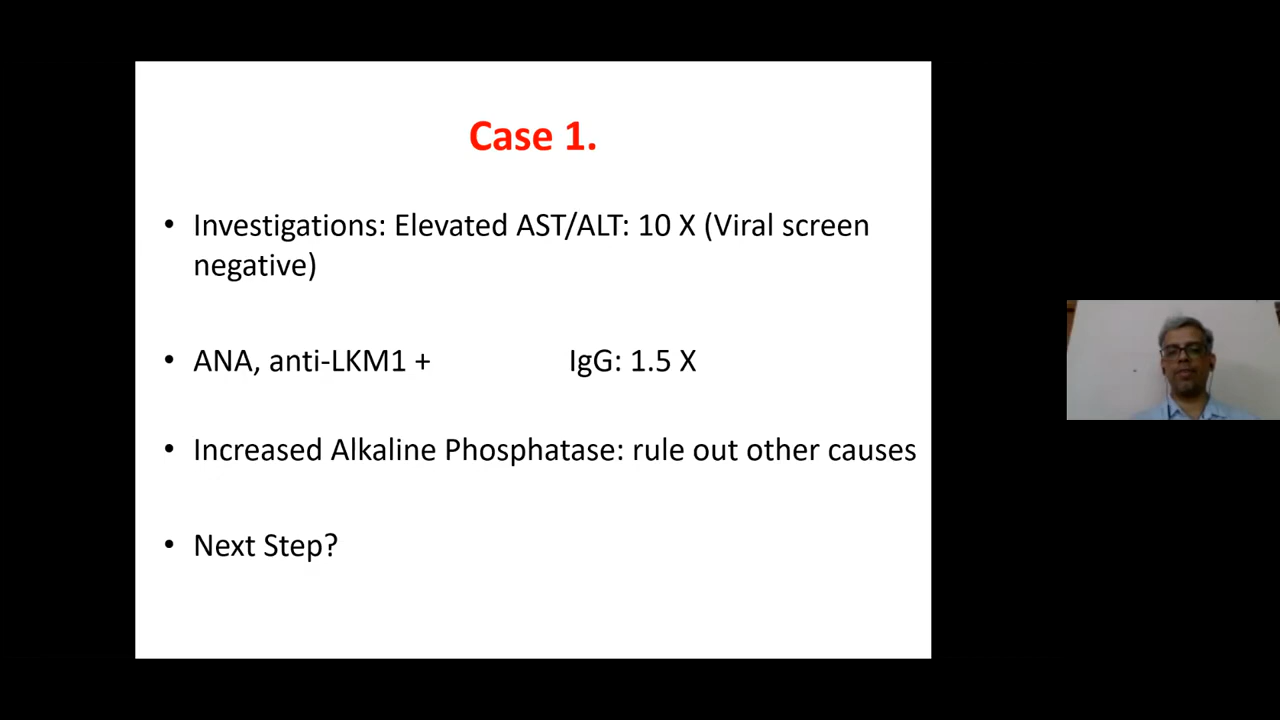 Case 1.
• Investigations: Elevated AST/ALT: 10 X (Viral screen
negative)
• ANA, anti-LKM1 + IgG: 1.5 X
• Increased Alkaline Phosphatase: rule out other causes
• Next Step?